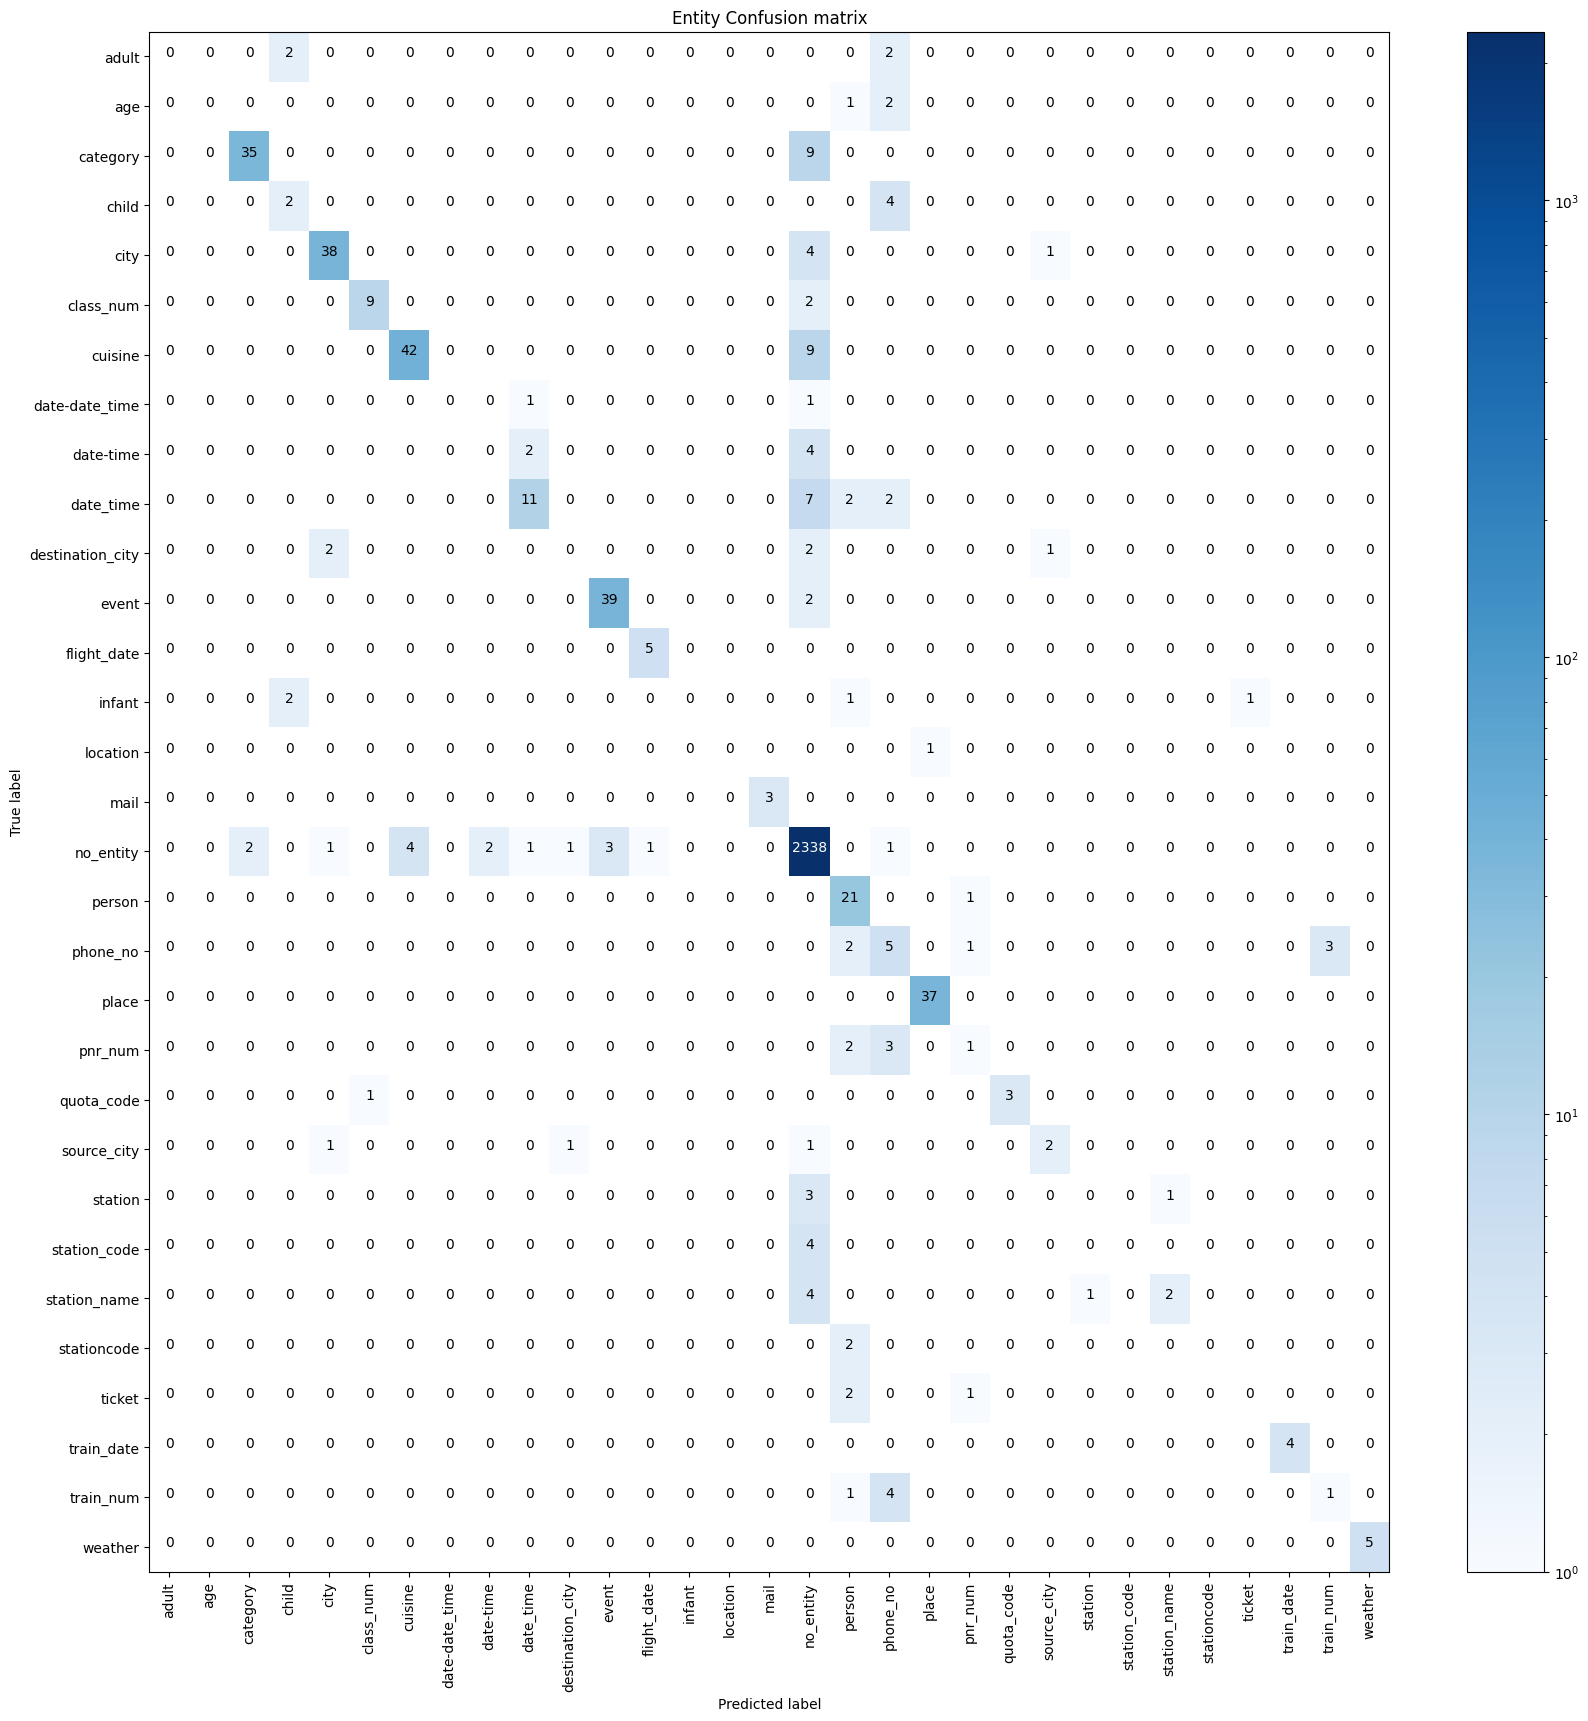 Entity Confusion matrix
adult 0 0 0 2 0 0 0 0 0 0 0 0 0 0 0 0 0 0 2 0 0 0 0 0 0 0 0 0 0 0 0
age 0 0 0 0 0 0 0 0 0 0 0 0 0 0 0 0 0 1 2 0 0 0 0 0 0 0 0 0 0 0 0
category 0 0 35 0 0 0 0 0 0 0 0 0 0 0 0 0 9 0 0 0 0 0 0 0 0 0 0 0 0 0 0
child 0 0 0 2 0 0 0 0 0 0 0 0 0 0 0 0 0 0 4 0 0 0 0 0 0 0 0 0 0 0 0
city 0 0 0 0 38 0 0 0 0 0 0 0 0 0 0 0 4 0 0 0 0 0 1 0 0 0 0 0 0 0 0
class_num 0 0 0 0 0 9 0 0 0 0 0 0 0 0 0 0 2 0 0 0 0 0 0 0 0 0 0 0 0 0 0
cuisine 0 0 0 0 0 0 42 0 0 0 0 0 0 0 0 0 9 0 0 0 0 0 0 0 0 0 0 0 0 0 0
date-date_time 0 0 0 0 0 0 0 0 0 1 0 0 0 0 0 0 1 0 0 0 0 0 0 0 0 0 0 0 0 0 0
date-time 0 0 0 0 0 0 0 0 0 2 0 0 0 0 0 0 4 0 0 0 0 0 0 0 0 0 0 0 0 0 0
date_time 0 0 0 0 0 0 0 0 0 11 0 0 0 0 0 0 7 2 2 0 0 0 0 0 0 0 0 0 0 0 0
destination_city 0 0 0 0 2 0 0 0 0 0 0 0 0 0 0 0 2 0 0 0 0 0 1 0 0 0 0 0 0 0 0
event 0 0 0 0 0 0 0 0 0 0 0 39 0 0 0 0 2 0 0 0 0 0 0 0 0 0 0 0 0 0 0
flight_date 0 0 0 0 0 0 0 0 0 0 0 0 5 0 0 0 0 0 0 0 0 0 0 0 0 0 0 0 0 0 0
infant 0 0 0 2 0 0 0 0 0 0 0 0 0 0 0 0 0 1 0 0 0 0 0 0 0 0 0 1 0 0 0
location 0 0 0 0 0 0 0 0 0 0 0 0 0 0 0 0 0 0 0 1 0 0 0 0 0 0 0 0 0 0 0
mail 0 0 0 0 0 0 0 0 0 0 0 0 0 0 0 3 0 0 0 0 0 0 0 0 0 0 0 0 0 0 0
no_entity 0 0 2 0 1 0 4 0 2 1 1 3 1 0 0 0 2338 0 1 0 0 0 0 0 0 0 0 0 0 0 0
person 0 0 0 0 0 0 0 0 0 0 0 0 0 0 0 0 0 21 0 0 1 0 0 0 0 0 0 0 0 0 0
phone_no 0 0 0 0 0 0 0 0 0 0 0 0 0 0 0 0 0 2 5 0 1 0 0 0 0 0 0 0 0 3 0
place 0 0 0 0 0 0 0 0 0 0 0 0 0 0 0 0 0 0 0 37 0 0 0 0 0 0 0 0 0 0 0
pnr_num 0 0 0 0 0 0 0 0 0 0 0 0 0 0 0 0 0 2 3 0 1 0 0 0 0 0 0 0 0 0 0
quota_code 0 0 0 0 0 1 0 0 0 0 0 0 0 0 0 0 0 0 0 0 0 3 0 0 0 0 0 0 0 0 0
source_city 0 0 0 0 1 0 0 0 0 0 1 0 0 0 0 0 1 0 0 0 0 0 2 0 0 0 0 0 0 0 0
station 0 0 0 0 0 0 0 0 0 0 0 0 0 0 0 0 3 0 0 0 0 0 0 0 0 1 0 0 0 0 0
station_code 0 0 0 0 0 0 0 0 0 0 0 0 0 0 0 0 4 0 0 0 0 0 0 0 0 0 0 0 0 0 0
station_name 0 0 0 0 0 0 0 0 0 0 0 0 0 0 0 0 4 0 0 0 0 0 0 1 0 2 0 0 0 0 0
stationcode 0 0 0 0 0 0 0 0 0 0 0 0 0 0 0 0 0 2 0 0 0 0 0 0 0 0 0 0 0 0 0
ticket 0 0 0 0 0 0 0 0 0 0 0 0 0 0 0 0 0 2 0 0 1 0 0 0 0 0 0 0 0 0 0
train_date 0 0 0 0 0 0 0 0 0 0 0 0 0 0 0 0 0 0 0 0 0 0 0 0 0 0 0 0 4 0 0
train_num 0 0 0 0 0 0 0 0 0 0 0 0 0 0 0 0 0 1 4 0 0 0 0 0 0 0 0 0 0 1 0
weather 0 0 0 0 0 0 0 0 0 0 0 0 0 0 0 0 0 0 0 0 0 0 0 0 0 0 0 0 0 0 5
adult age category child city class_num cuisine date-date_time date-time date_time destination_city event flight_date infant location mail no_entity person phone_no place pnr_num quota_code source_city station station_code station_name stationcode ticket train_date train_num weather
True label
Predicted label
10³
10²
10¹
10⁰